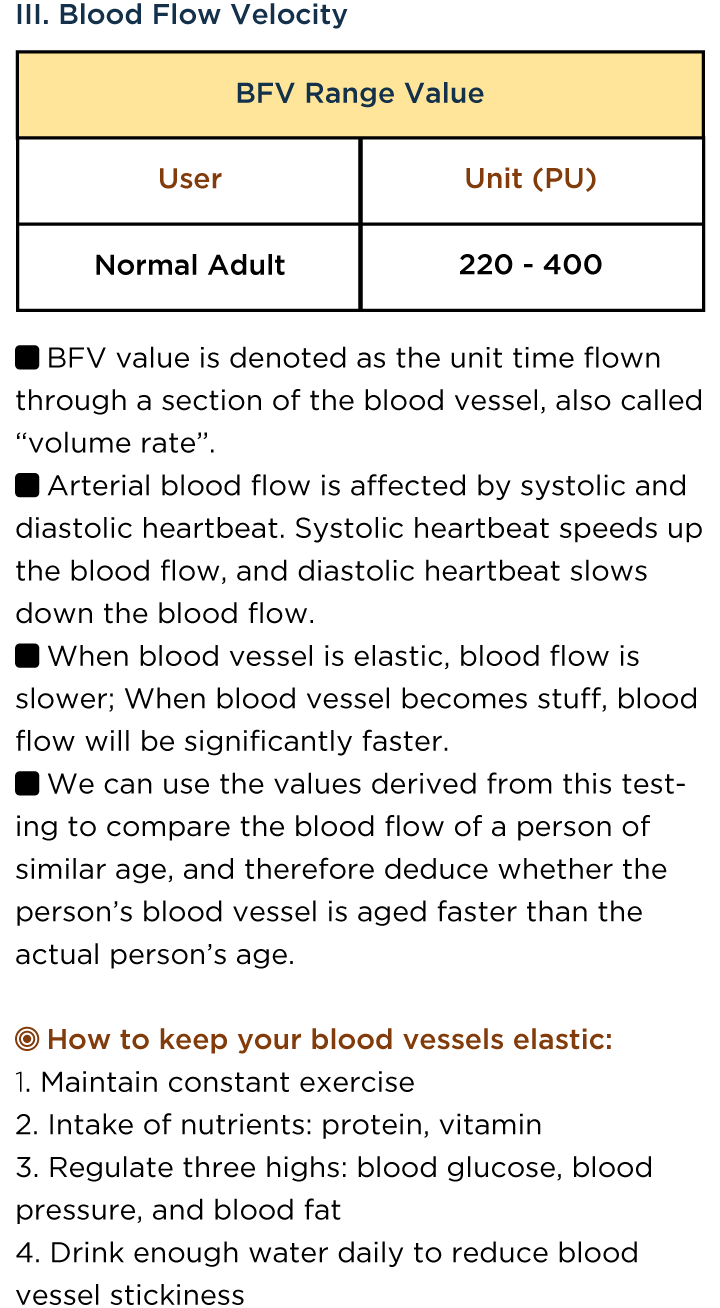 III. Blood Flow Velocity
BFV Range Value
User
Unit (PU)
Normal Adult
220 - 400
BFV value is denoted as the unit time flown
through a section of the blood vessel, also called
“volume rate”.
Arterial blood flow is affected by systolic and
diastolic heartbeat. Systolic heartbeat speeds up
the blood flow, and diastolic heartbeat slows
down the blood flow.
When blood vessel is elastic, blood flow is
slower; When blood vessel becomes stuff, blood
flow will be significantly faster.
We can use the values derived from this test-
ing to compare the blood flow of a person of
similar age, and therefore deduce whether the
person’s blood vessel is aged faster than the
actual person’s age.
How to keep your blood vessels elastic:
1. Maintain constant exercise
2. Intake of nutrients: protein, vitamin
3. Regulate three highs: blood glucose, blood
pressure, and blood fat
4. Drink enough water daily to reduce blood
vessel stickiness